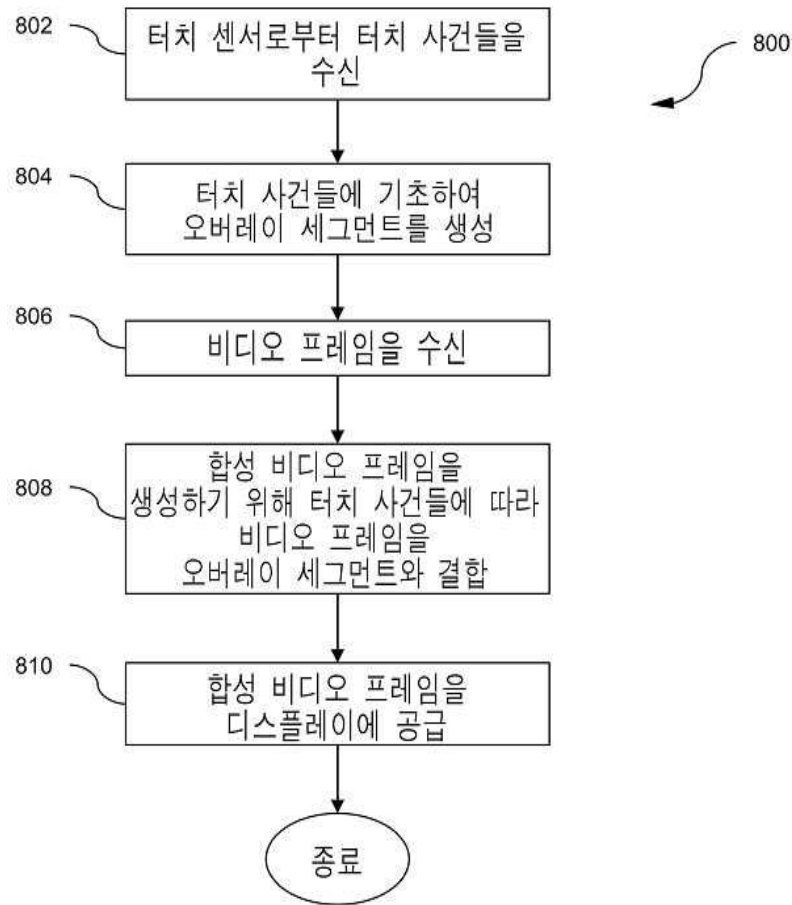 802
터치 센서로부터 터치 사건들을
수신
800
804
터치 사건들에 기초하여
오버레이 세그먼트를 생성
806
비디오 프레임을 수신
808
합성 비디오 프레임을
생성하기 위해 터치 사건들에 따라
비디오 프레임을
오버레이 세그먼트와 결합
810
합성 비디오 프레임을
디스플레이에 공급
종료